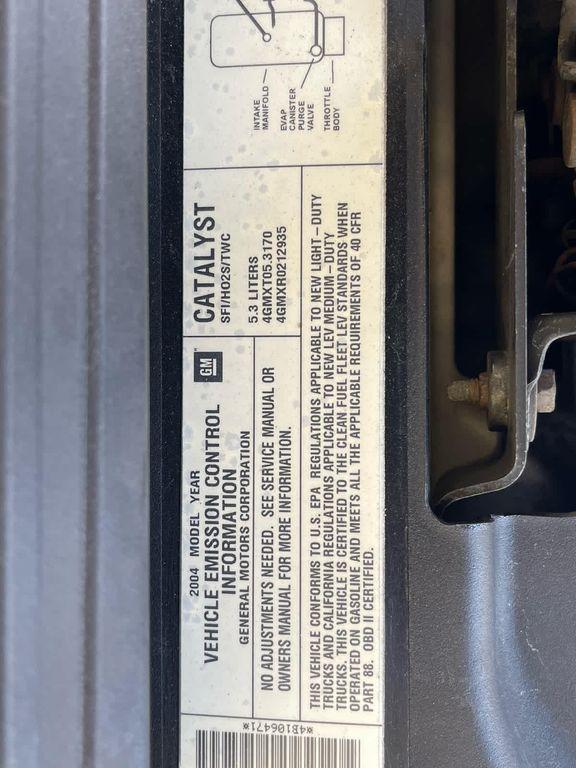 *4B106471*
2004 MODEL YEAR
VEHICLE EMISSION CONTROL
INFORMATION
GENERAL MOTORS CORPORATION
GM
CATALYST
SFI/HO2S/TWC
NO ADJUSTMENTS NEEDED. SEE SERVICE MANUAL OR
OWNERS MANUAL FOR MORE INFORMATION.
5.3 LITERS
4GMXT05.3170
4GMXR0212935
THIS VEHICLE CONFORMS TO U.S. EPA REGULATIONS APPLICABLE TO NEW LIGHT-DUTY
TRUCKS AND CALIFORNIA REGULATIONS APPLICABLE TO NEW LEV MEDIUM-DUTY
TRUCKS. THIS VEHICLE IS CERTIFIED TO THE CLEAN FUEL FLEET LEV STANDARDS WHEN
OPERATED ON GASOLINE AND MEETS ALL THE APPLICABLE REQUIREMENTS OF 40 CFR
PART 88. OBD II CERTIFIED.
INTAKE
MANIFOLD
EVAP
CANISTER
PURGE
VALVE
THROTTLE
BODY